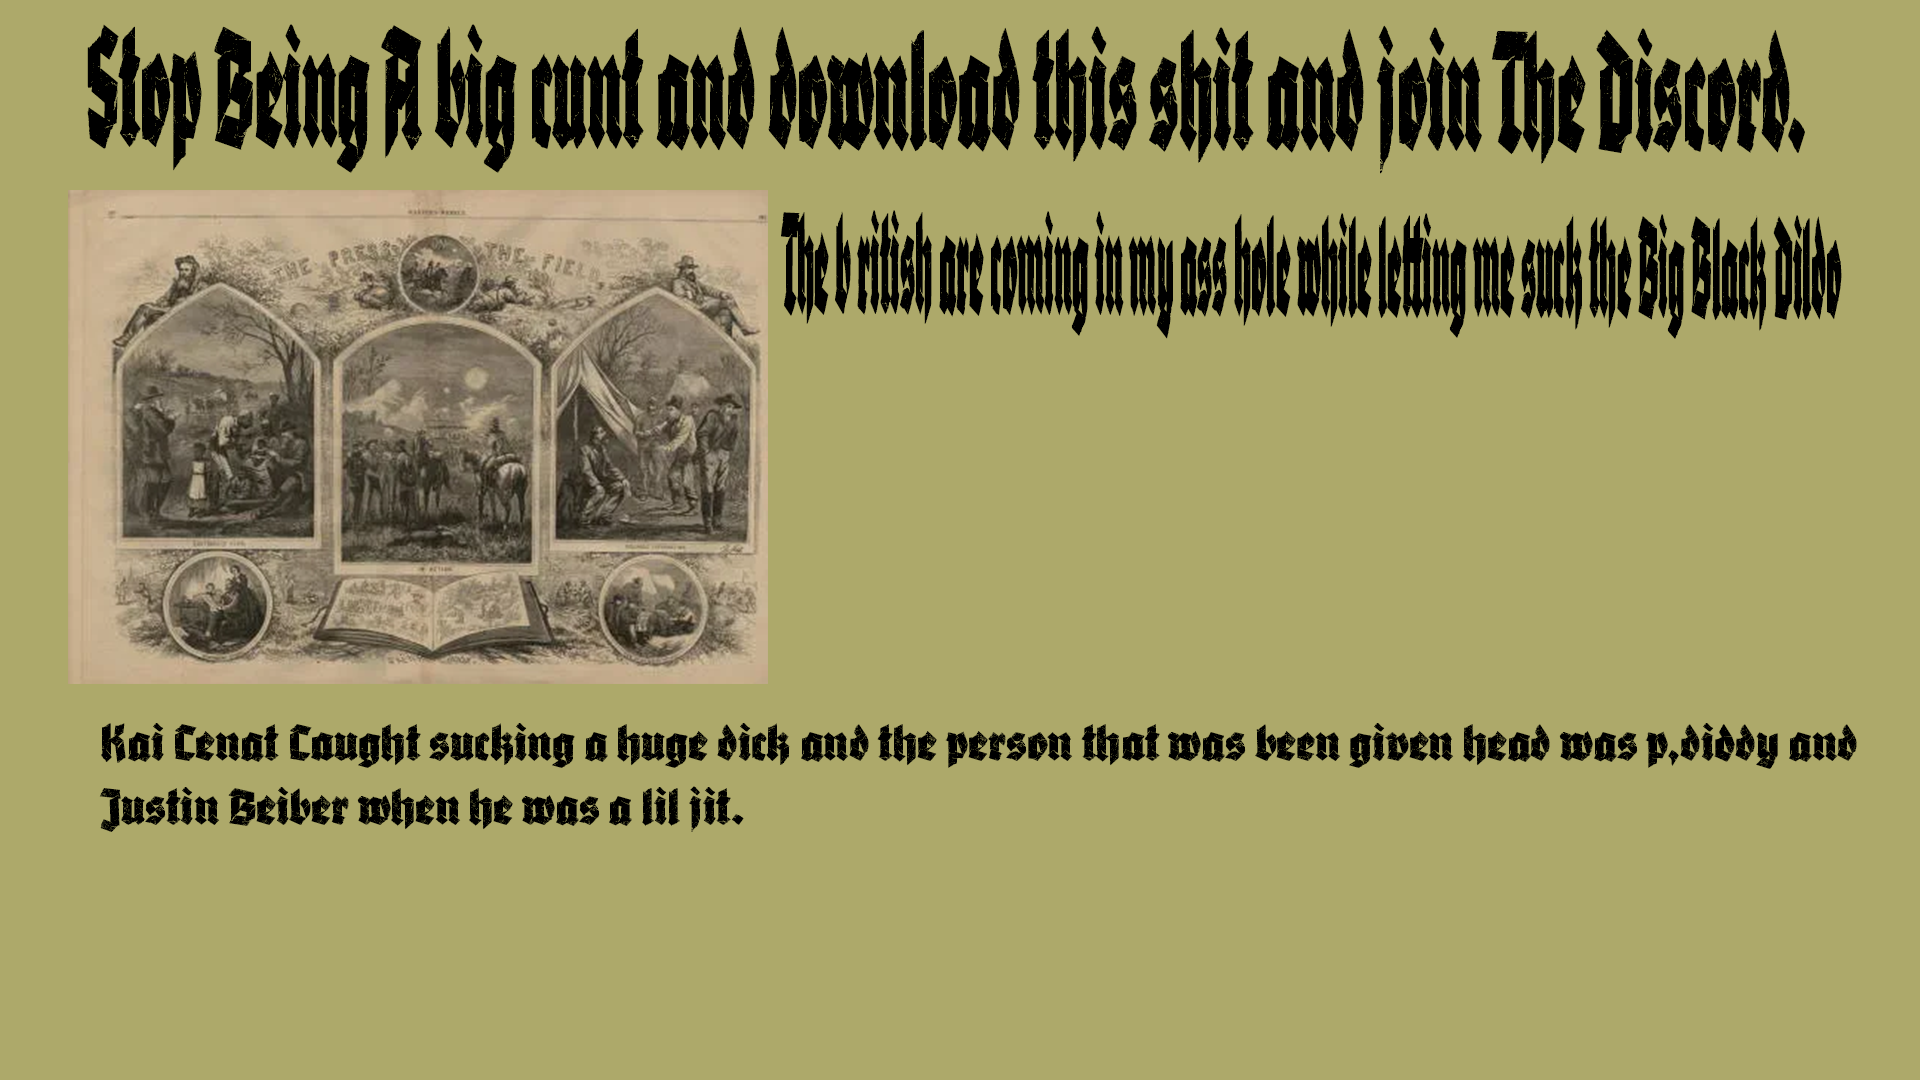 Stop Being A big cunt and download this shit and join The Discord.
HARPER'S WEEKLY.
THE PRESS IN THE FIELD
The b ritish are coming in my ass hole while letting me suck the Big Black Dildo
IN ACTION
Kai Cenat Caught sucking a huge dick and the person that was been given head was p,diddy and
Justin Beiber when he was a lil jit.